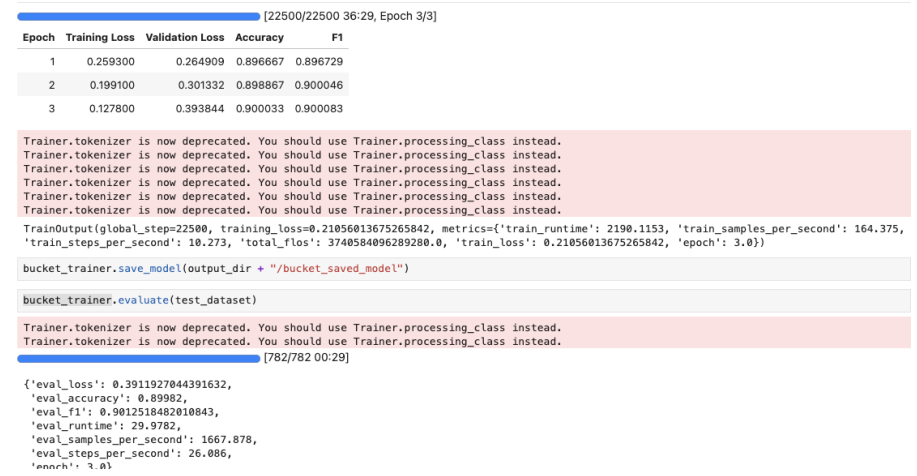 [22500/22500 36:29, Epoch 3/3]
Epoch Training Loss Validation Loss Accuracy F1
1 0.259300 0.264909 0.896667 0.896729
2 0.199100 0.301332 0.898867 0.900046
3 0.127800 0.393844 0.900033 0.900083
Trainer.tokenizer is now deprecated. You should use Trainer.processing_class instead.
Trainer.tokenizer is now deprecated. You should use Trainer.processing_class instead.
Trainer.tokenizer is now deprecated. You should use Trainer.processing_class instead.
Trainer.tokenizer is now deprecated. You should use Trainer.processing_class instead.
Trainer.tokenizer is now deprecated. You should use Trainer.processing_class instead.
Trainer.tokenizer is now deprecated. You should use Trainer.processing_class instead.
TrainOutput(global_step=22500, training_loss=0.21056013675265842, metrics={'train_runtime': 2190.1153, 'train_samples_per_second': 164.375,
'train_steps_per_second': 10.273, 'total_flos': 3740584096289280.0, 'train_loss': 0.21056013675265842, 'epoch': 3.0})
bucket_trainer.save_model(output_dir + "/bucket_saved_model")
bucket_trainer.evaluate(test_dataset)
Trainer.tokenizer is now deprecated. You should use Trainer.processing_class instead.
Trainer.tokenizer is now deprecated. You should use Trainer.processing_class instead.
[782/782 00:29]
{'eval_loss': 0.3911927044391632,
'eval_accuracy': 0.89982,
'eval_f1': 0.9012518482010843,
'eval_runtime': 29.9782,
'eval_samples_per_second': 1667.878,
'eval_steps_per_second': 26.086,
'epoch': 3.0}